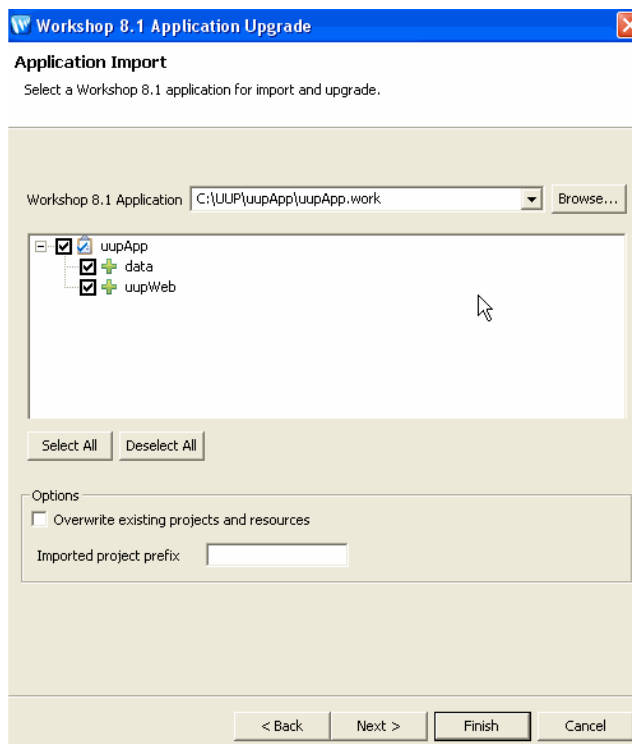 Workshop 8.1 Application Upgrade
Application Import
Select a Workshop 8.1 application for import and upgrade.
Workshop 8.1 Application C:\UUP\uupApp\uupApp.work Browse...
uupApp
data
uupWeb
Select All Deselect All
Options
Overwrite existing projects and resources
Imported project prefix
< Back Next > Finish Cancel